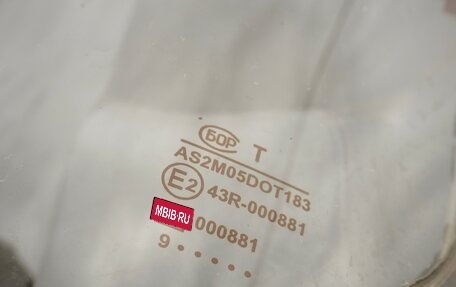 БОР T
AS2M05DOT183
E2 43R-000881
MBIB.RU 000881
9 • • • • •